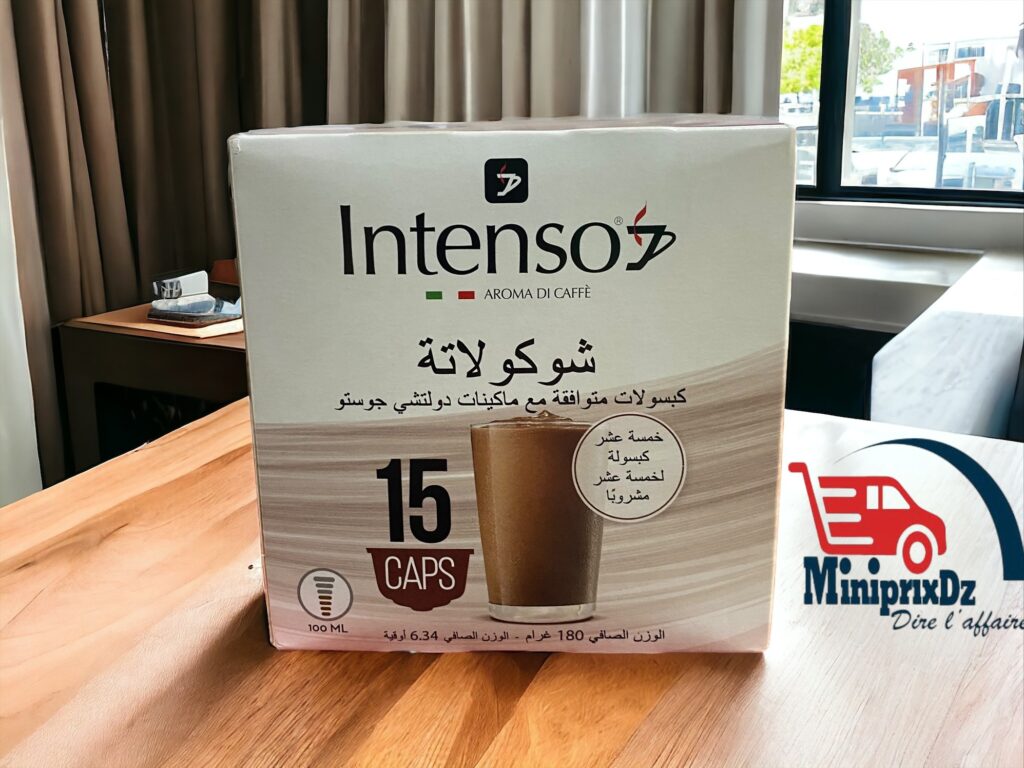 Intenso®
AROMA DI CAFFÈ
شوكولاتة
كبسولات متوافقة مع ماكينات دولتشي جوستو
خمسة عشر
كبسولة
لخمسة عشر
مشروبًا
15
CAPS
100 ML
الوزن الصافي 180 غرام - الوزن الصافي 6.34 أوقية
MiniprixDz
Dire l'affaire